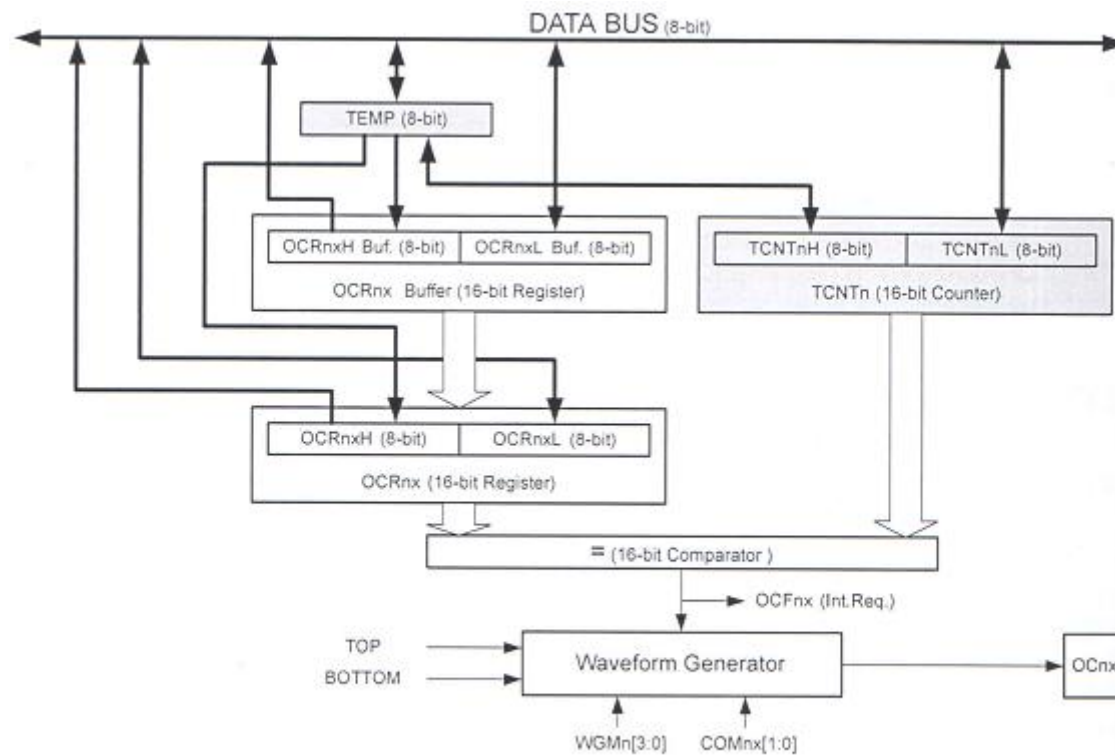 DATA BUS (8-bit)
TEMP (8-bit)
OCRnxH Buf. (8-bit) OCRnxL Buf. (8-bit)
OCRnx Buffer (16-bit Register)
TCNTnH (8-bit) TCNTnL (8-bit)
TCNTn (16-bit Counter)
OCRnxH (8-bit) OCRnxL (8-bit)
OCRnx (16-bit Register)
= (16-bit Comparator )
OCFnx (Int.Req.)
TOP
BOTTOM
Waveform Generator
OCnx
WGMn[3:0] COMnx[1:0]